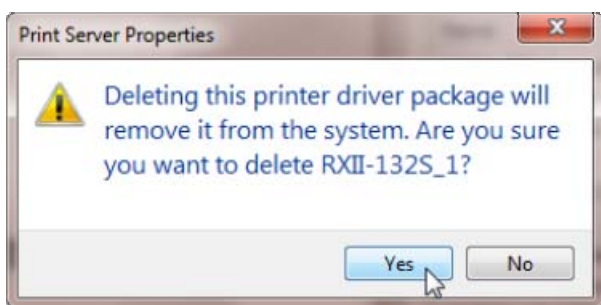 Print Server Properties
Deleting this printer driver package will
remove it from the system. Are you sure
you want to delete RXII-132S_1?
Yes
No